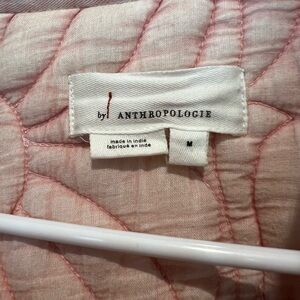 by ANTHROPOLOGIE
made in india
fabriqué en inde
M